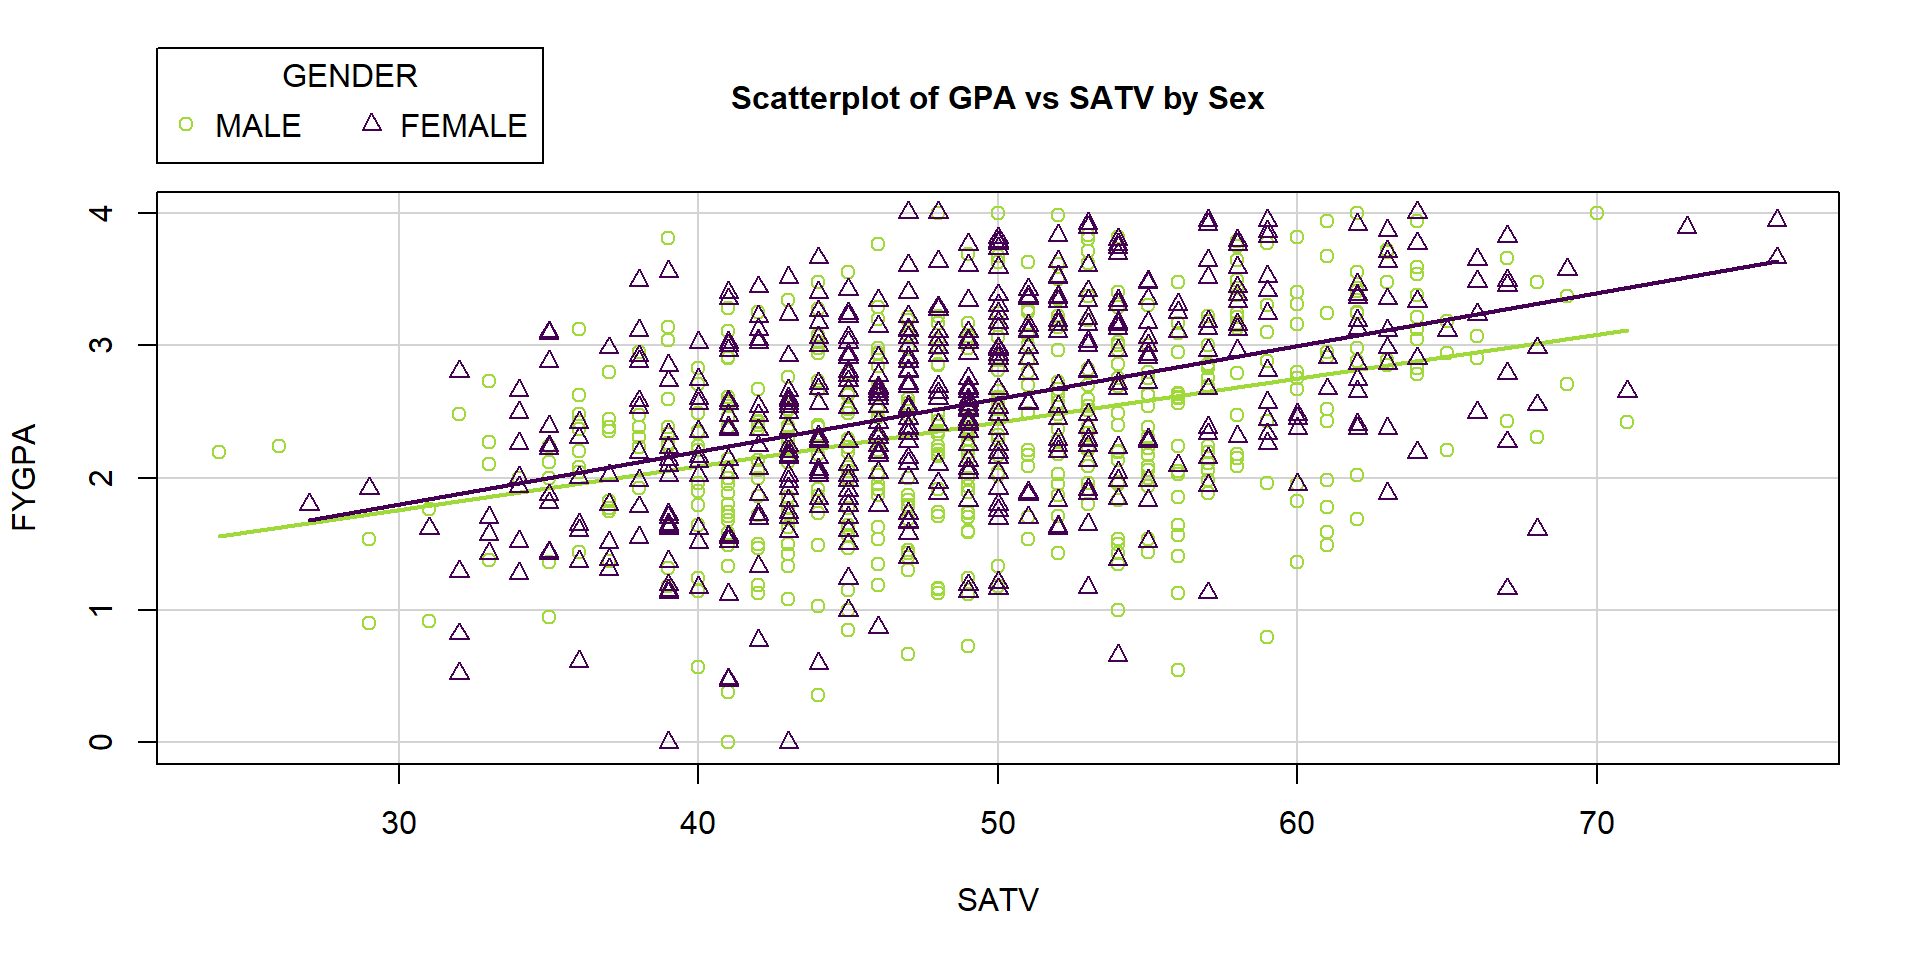 GENDER
MALE FEMALE
Scatterplot of GPA vs SATV by Sex
4
3
2
1
0
FYGPA
30 40 50 60 70
SATV